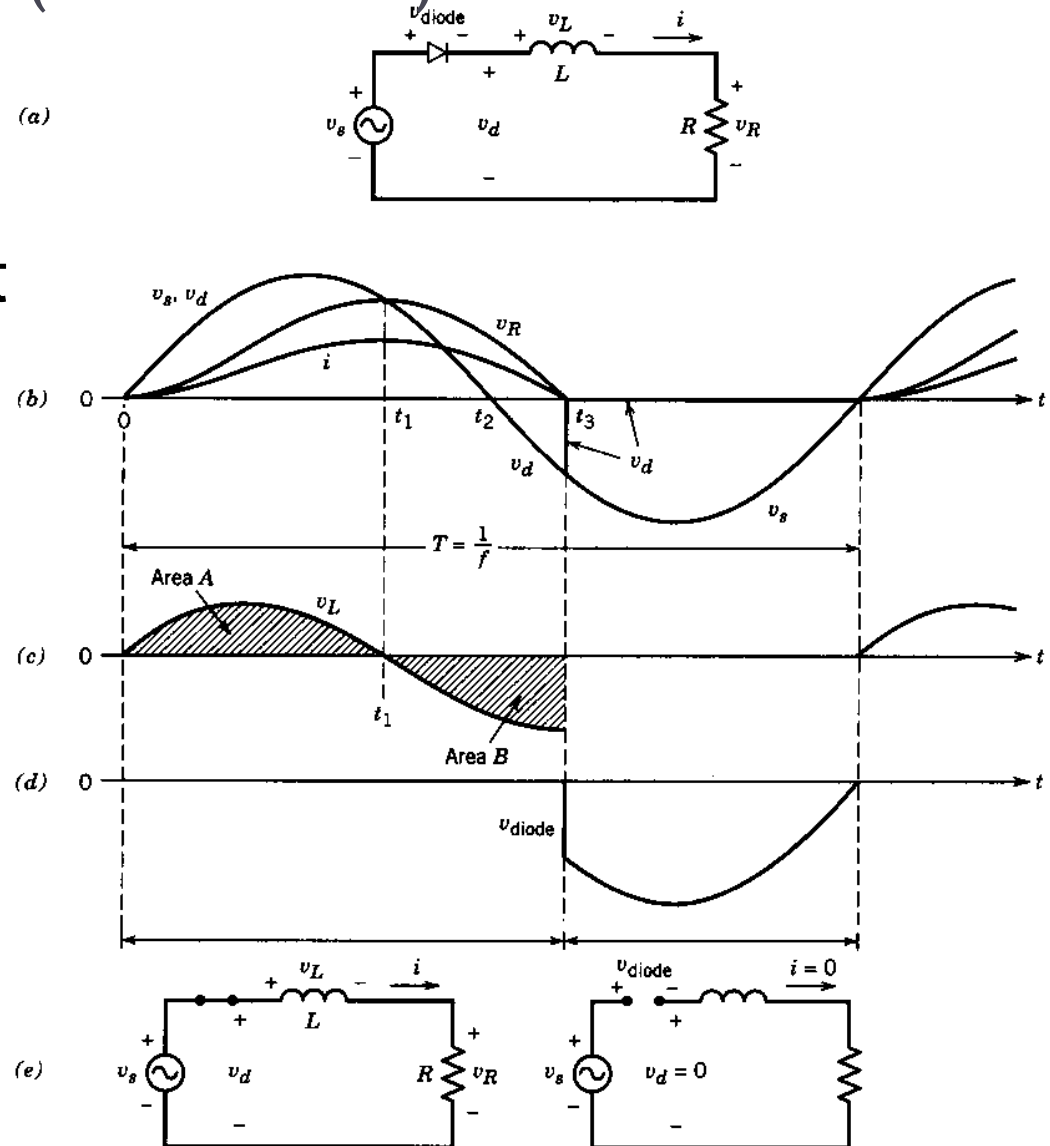 v_diode
+ − + v_L − i
L
+
v_s
−
+
v_d
−
R
+
v_R
−
(a)
v_s, v_d
v_R
i
(b) 0
0 t_1 t_2 t_3 t
v_d v_d
v_s
T = 1/f
Area A
v_L
(c) 0 t
t_1
Area B
(d) 0 t
v_diode
(e)
+ v_L − i
L
+
v_s
−
+
v_d
−
R
+
v_R
−
v_diode
+ − i = 0
+
v_s
−
+
v_d = 0
−